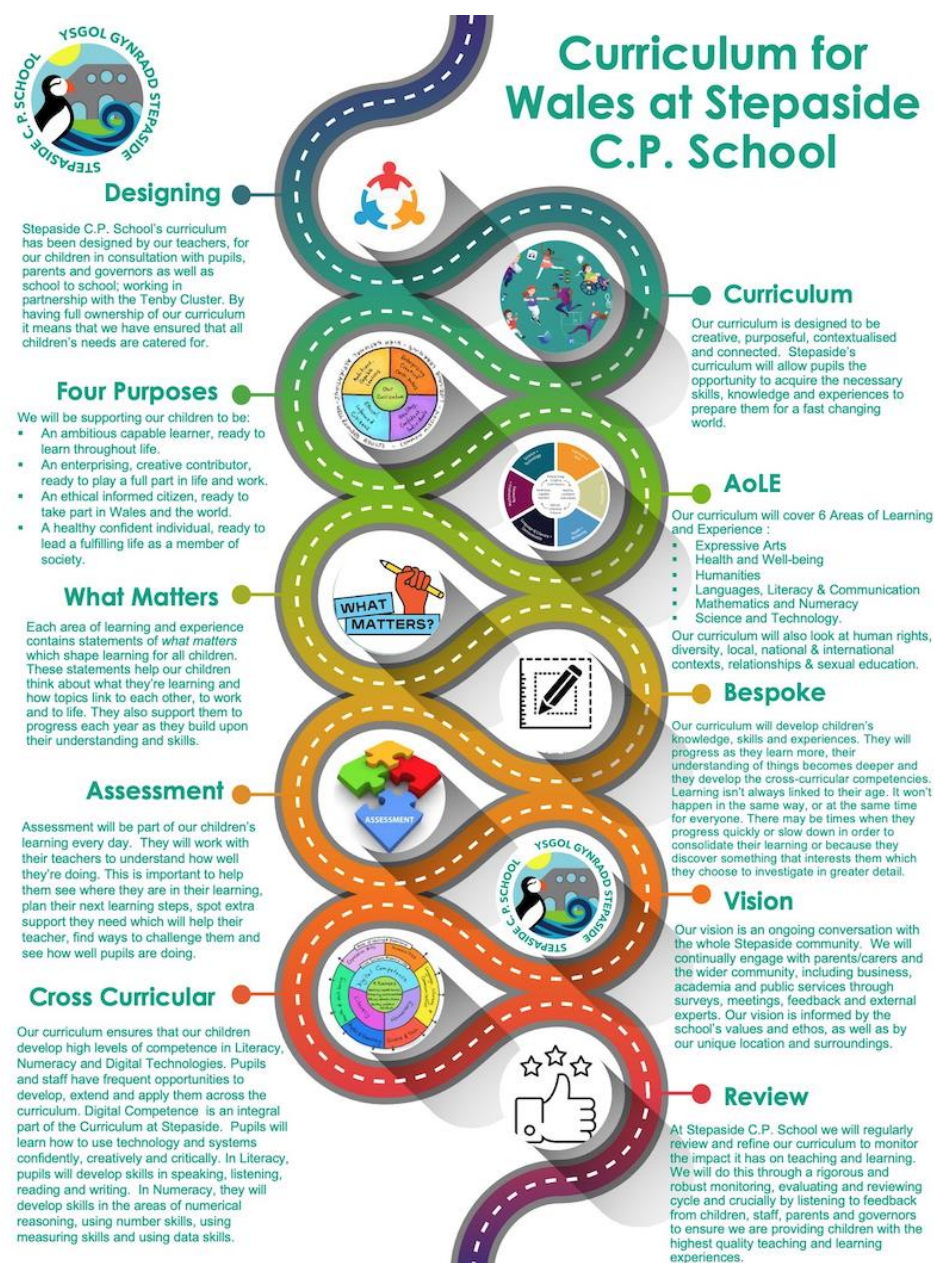 YSGOL GYNRADD STEPASIDE
STEPASIDE C.P. SCHOOL
Curriculum for
Wales at Stepaside
C.P. School
Designing
Stepaside C.P. School's curriculum
has been designed by our teachers, for
our children in consultation with pupils,
parents and governors as well as
school to school; working in
partnership with the Tenby Cluster. By
having full ownership of our curriculum
it means that we have ensured that all
children's needs are catered for.
Curriculum
Our curriculum is designed to be
creative, purposeful, contextualised
and connected. Stepaside's
curriculum will allow pupils the
opportunity to acquire the necessary
skills, knowledge and experiences to
prepare them for a fast changing
world.
Four Purposes
We will be supporting our children to be:
▪ An ambitious capable learner, ready to
learn throughout life.
▪ An enterprising, creative contributor,
ready to play a full part in life and work.
▪ An ethical informed citizen, ready to
take part in Wales and the world.
▪ A healthy confident individual, ready to
lead a fulfilling life as a member of
society.
Our
Curriculum
AoLE
Our curriculum will cover 6 Areas of Learning
and Experience :
▪ Expressive Arts
▪ Health and Well-being
▪ Humanities
▪ Languages, Literacy & Communication
▪ Mathematics and Numeracy
▪ Science and Technology.
Our curriculum will also look at human rights,
diversity, local, national & international
contexts, relationships & sexual education.
What Matters
Each area of learning and experience
contains statements of what matters
which shape learning for all children.
These statements help our children
think about what they're learning and
how topics link to each other, to work
and to life. They also support them to
progress each year as they build upon
their understanding and skills.
WHAT
MATTERS?
Bespoke
Our curriculum will develop children's
knowledge, skills and experiences. They will
progress as they learn more, their
understanding of things becomes deeper and
they develop the cross-curricular competencies.
Learning isn't always linked to their age. It won't
happen in the same way, or at the same time
for everyone. There may be times when they
progress quickly or slow down in order to
consolidate their learning or because they
discover something that interests them which
they choose to investigate in greater detail.
Assessment
Assessment will be part of our children's
learning every day. They will work with
their teachers to understand how well
they're doing. This is important to help
them see where they are in their learning,
plan their next learning steps, spot extra
support they need which will help their
teacher, find ways to challenge them and
see how well pupils are doing.
ASSESSMENT
YSGOL GYNRADD STEPASIDE
STEPASIDE C.P. SCHOOL
Vision
Our vision is an ongoing conversation with
the whole Stepaside community. We will
continually engage with parents/carers and
the wider community, including business,
academia and public services through
surveys, meetings, feedback and external
experts. Our vision is informed by the
school's values and ethos, as well as by
our unique location and surroundings.
Cross Curricular
Our curriculum ensures that our children
develop high levels of competence in Literacy,
Numeracy and Digital Technologies. Pupils
and staff have frequent opportunities to
develop, extend and apply them across the
curriculum. Digital Competence is an integral
part of the Curriculum at Stepaside. Pupils will
learn how to use technology and systems
confidently, creatively and critically. In Literacy,
pupils will develop skills in speaking, listening,
reading and writing. In Numeracy, they will
develop skills in the areas of numerical
reasoning, using number skills, using
measuring skills and using data skills.
Digital Competence
Review
At Stepaside C.P. School we will regularly
review and refine our curriculum to monitor
the impact it has on teaching and learning.
We will do this through a rigorous and
robust monitoring, evaluating and reviewing
cycle and crucially by listening to feedback
from children, staff, parents and governors
to ensure we are providing children with the
highest quality teaching and learning
experiences.